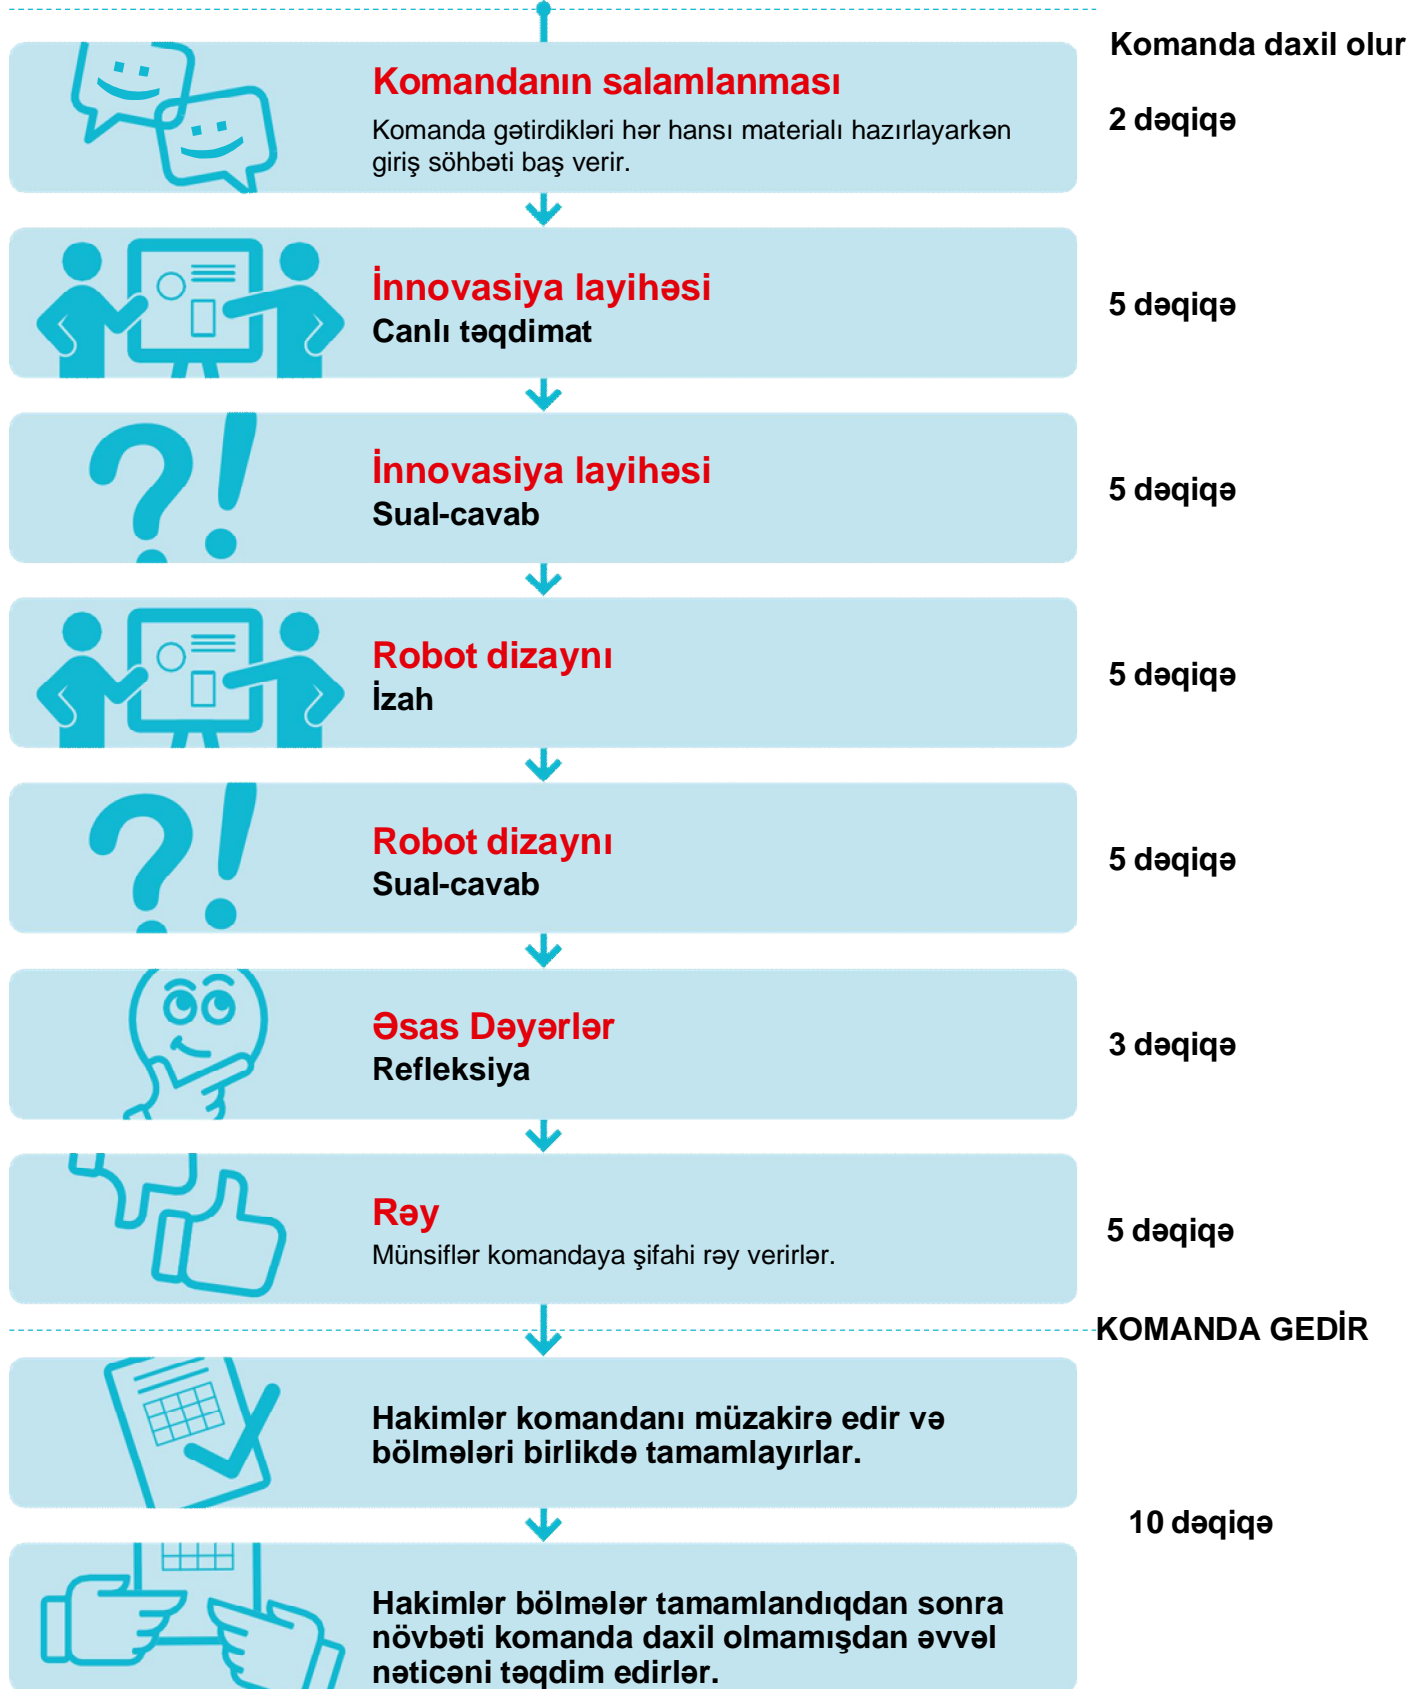 Komanda daxil olur
Komandanın salamlanması
2 dəqiqə
Komanda gətirdikləri hər hansı materialı hazırlayarkən
giriş söhbəti baş verir.
İnnovasiya layihəsi
Canlı təqdimat
5 dəqiqə
İnnovasiya layihəsi
Sual-cavab
5 dəqiqə
Robot dizaynı
İzah
5 dəqiqə
Robot dizaynı
Sual-cavab
5 dəqiqə
Əsas Dəyərlər
Refleksiya
3 dəqiqə
Rəy
Münsiflər komandaya şifahi rəy verirlər.
5 dəqiqə
KOMANDA GEDİR
Hakimlər komandanı müzakirə edir və
bölmələri birlikdə tamamlayırlar.
10 dəqiqə
Hakimlər bölmələr tamamlandıqdan sonra
növbəti komanda daxil olmamışdan əvvəl
nəticəni təqdim edirlər.